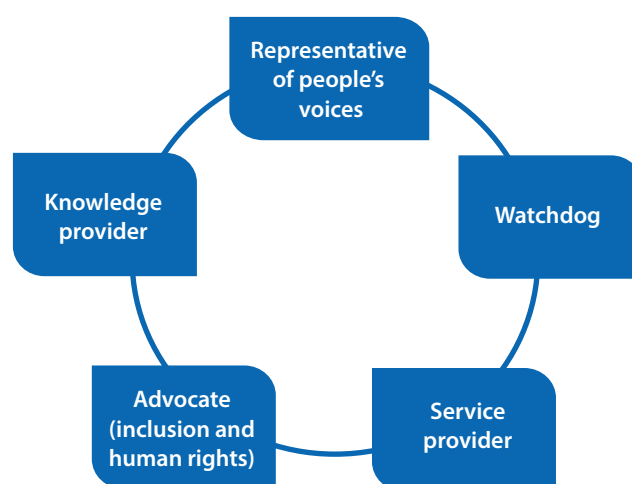 Representative
of people’s
voices
Watchdog
Service
provider
Advocate
(inclusion and
human rights)
Knowledge
provider